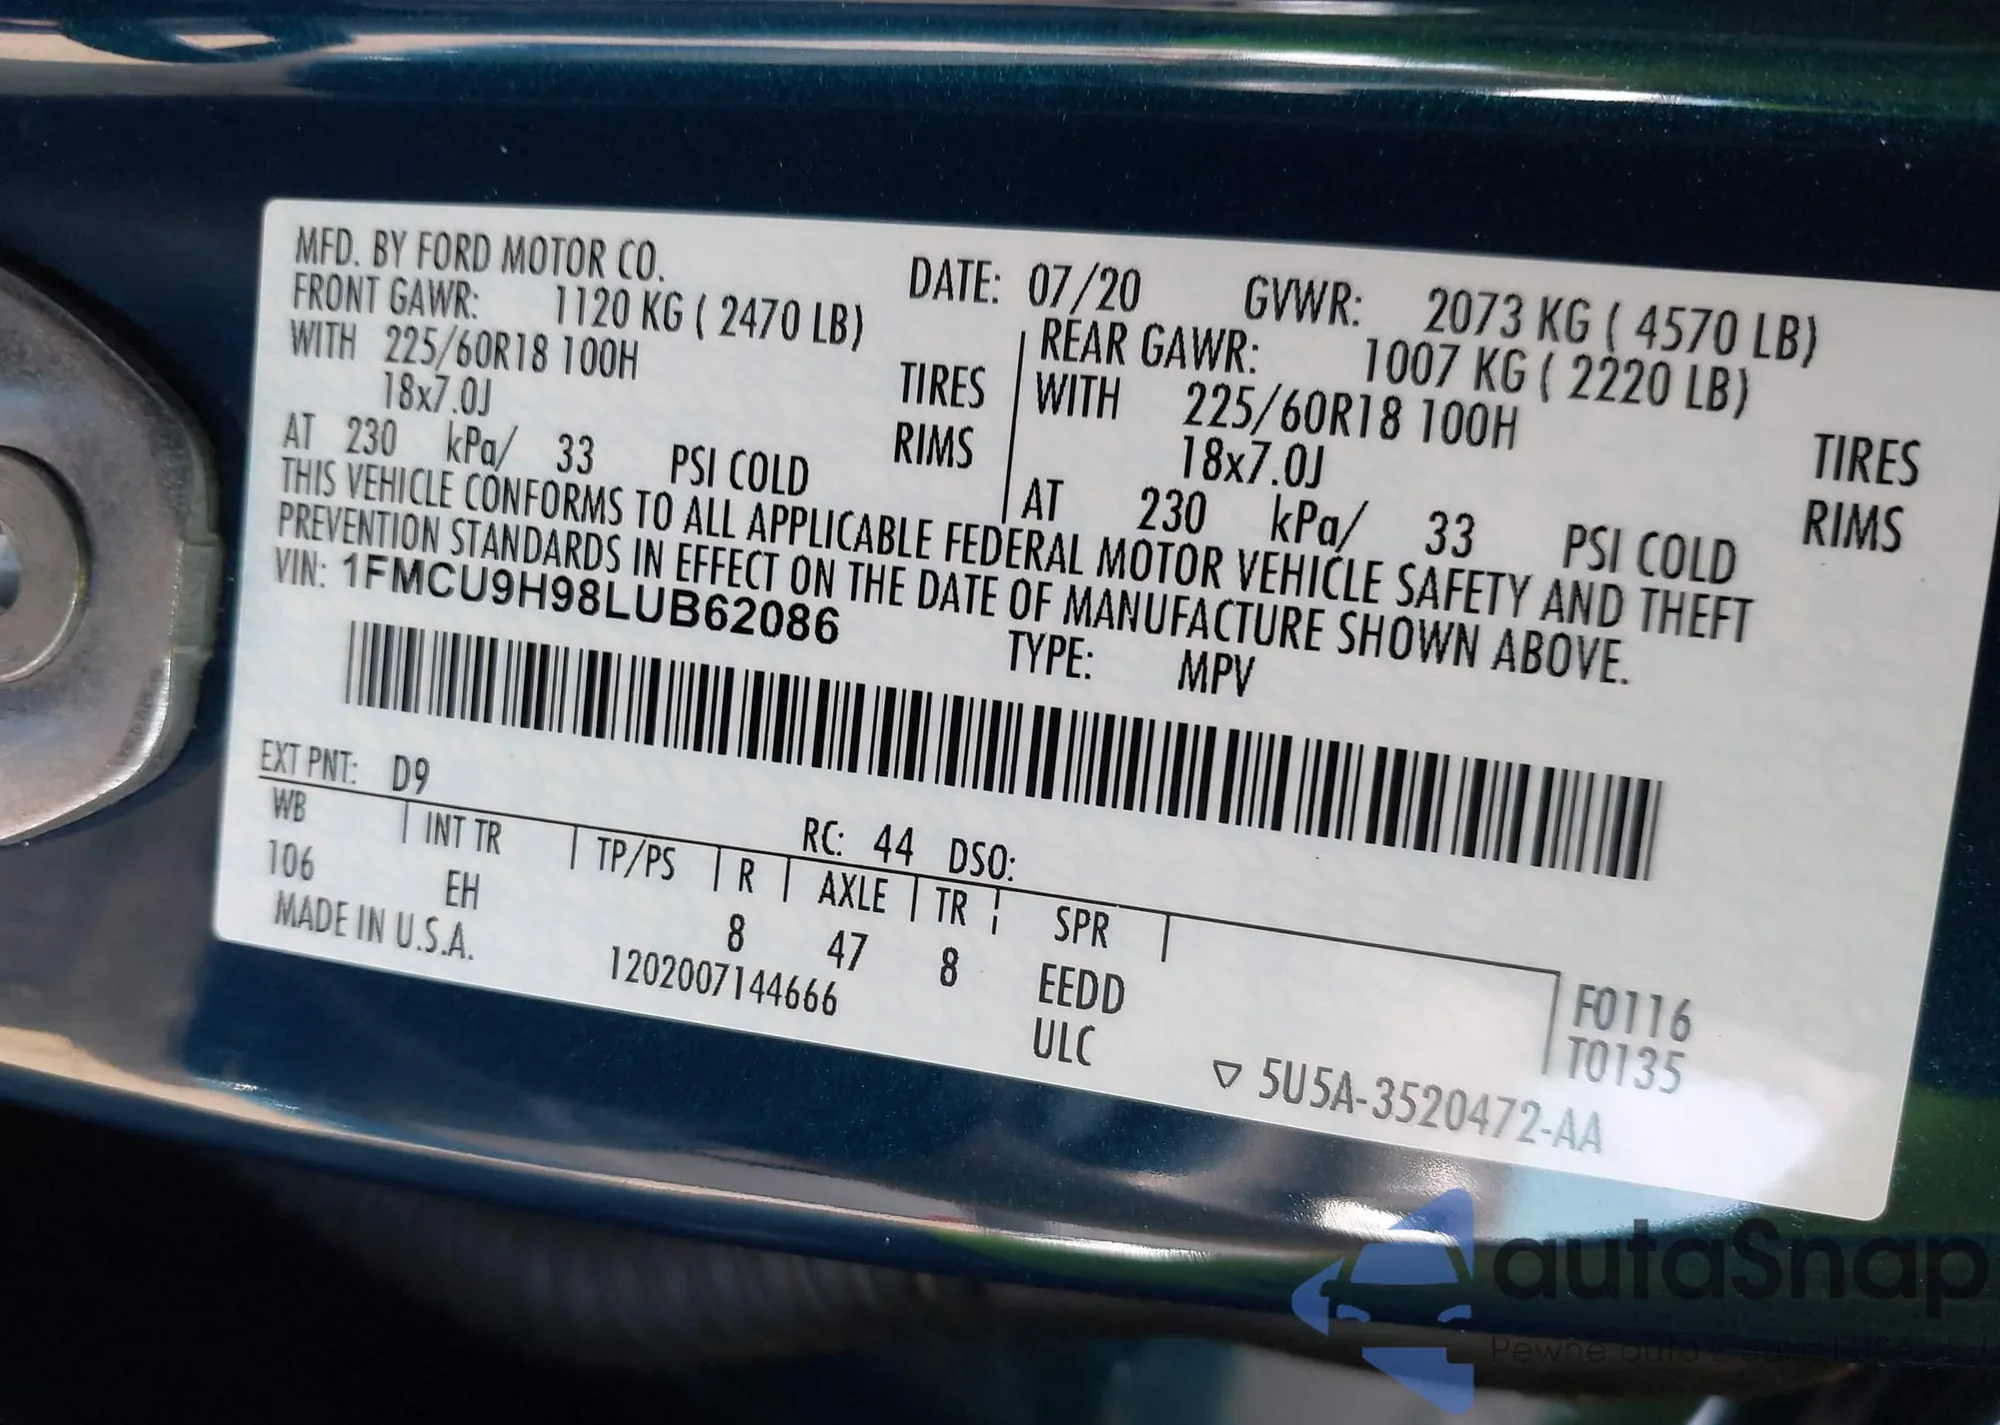 MFD. BY FORD MOTOR CO. DATE: 07/20 GVWR: 2073 KG ( 4570 LB)
FRONT GAWR: 1120 KG ( 2470 LB) REAR GAWR: 1007 KG ( 2220 LB)
WITH 225/60R18 100H TIRES WITH 225/60R18 100H TIRES
18x7.0J RIMS 18x7.0J RIMS
AT 230 kPa/ 33 PSI COLD AT 230 kPa/ 33 PSI COLD
THIS VEHICLE CONFORMS TO ALL APPLICABLE FEDERAL MOTOR VEHICLE SAFETY AND THEFT
PREVENTION STANDARDS IN EFFECT ON THE DATE OF MANUFACTURE SHOWN ABOVE.
VIN: 1FMCU9H98LUB62086 TYPE: MPV
EXT PNT: D9 RC: 44 DSO:
WB INT TR TP/PS R AXLE TR SPR
106 EH 8 47 8 EEDD F0116
MADE IN U.S.A. 1202007144666 ULC T0135
▽ 5U5A-3520472-AA
autaSnap
Pewne auta z